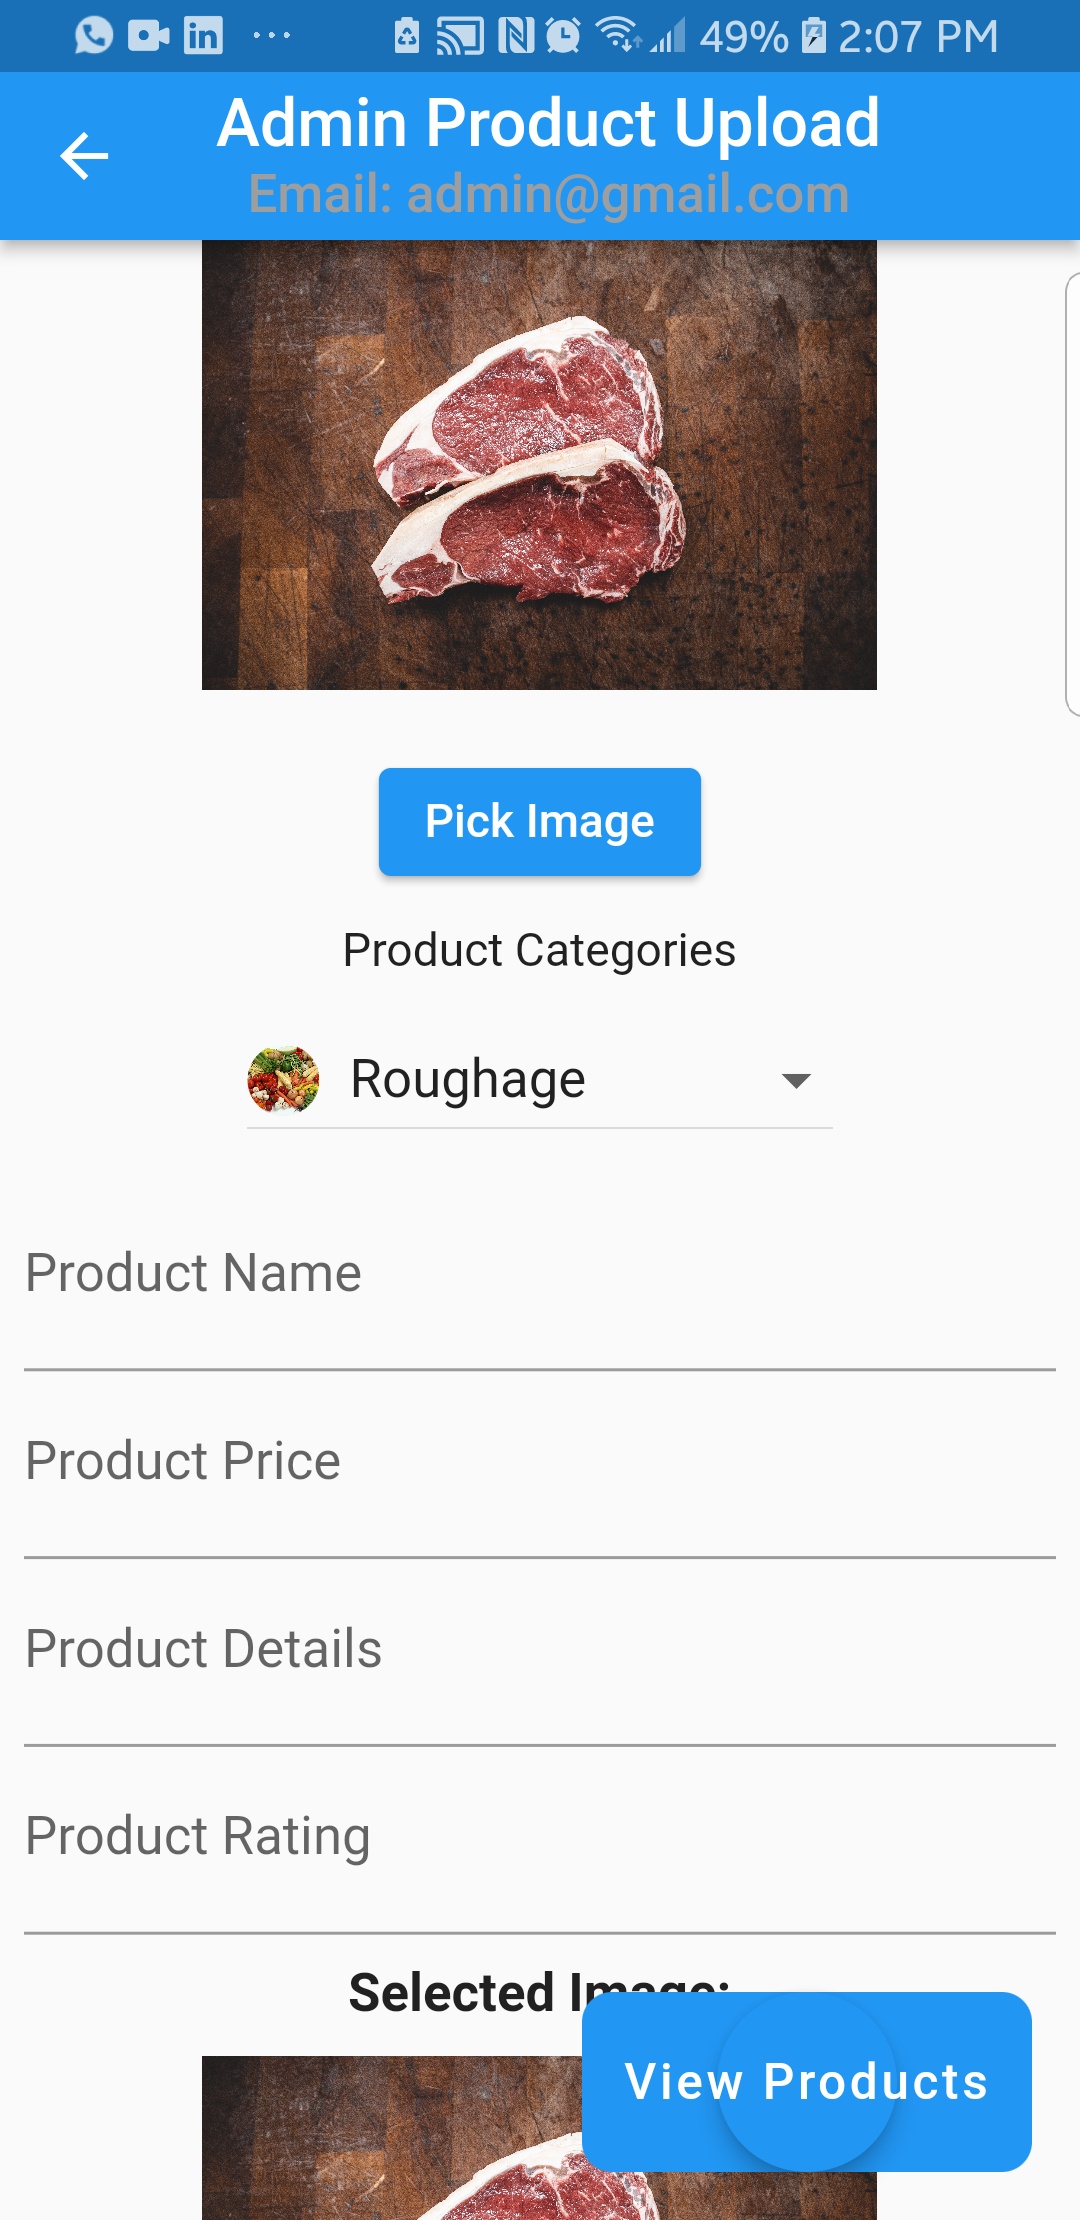 49% 2:07 PM
Admin Product Upload
Email: admin@gmail.com
Pick Image
Product Categories
Roughage
Product Name
Product Price
Product Details
Product Rating
Selected Image:
View Products